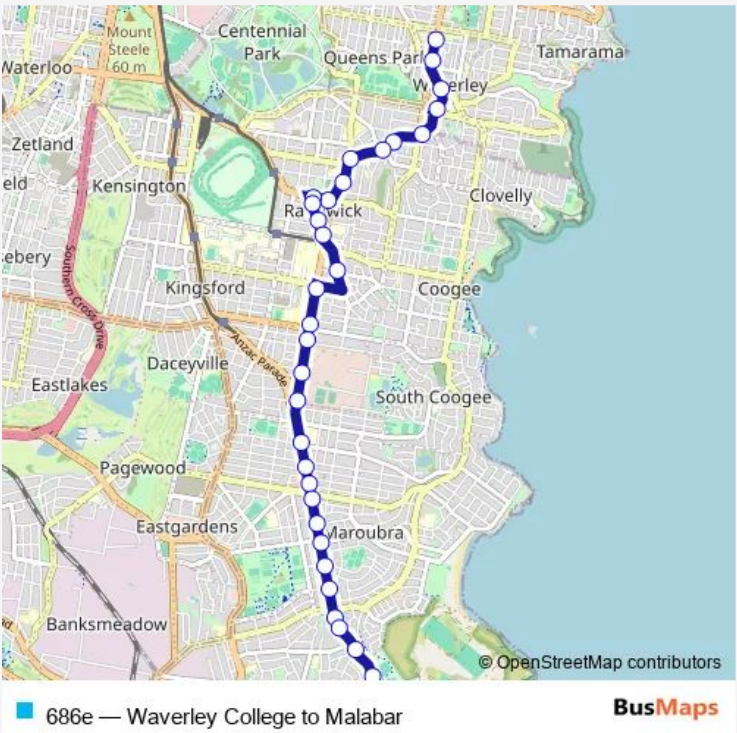 Mount
Steele
60 m
Centennial
Park
Queens Park
Tamarama
Waterloo
Waverley
Zetland
Kensington
Clovelly
Randwick
Southern Cross Drive
Kingsford
Coogee
Anzac Parade
Daceyville
Eastlakes
South Coogee
Pagewood
Eastgardens
Maroubra
Banksmeadow
© OpenStreetMap contributors
686e — Waverley College to Malabar
BusMaps